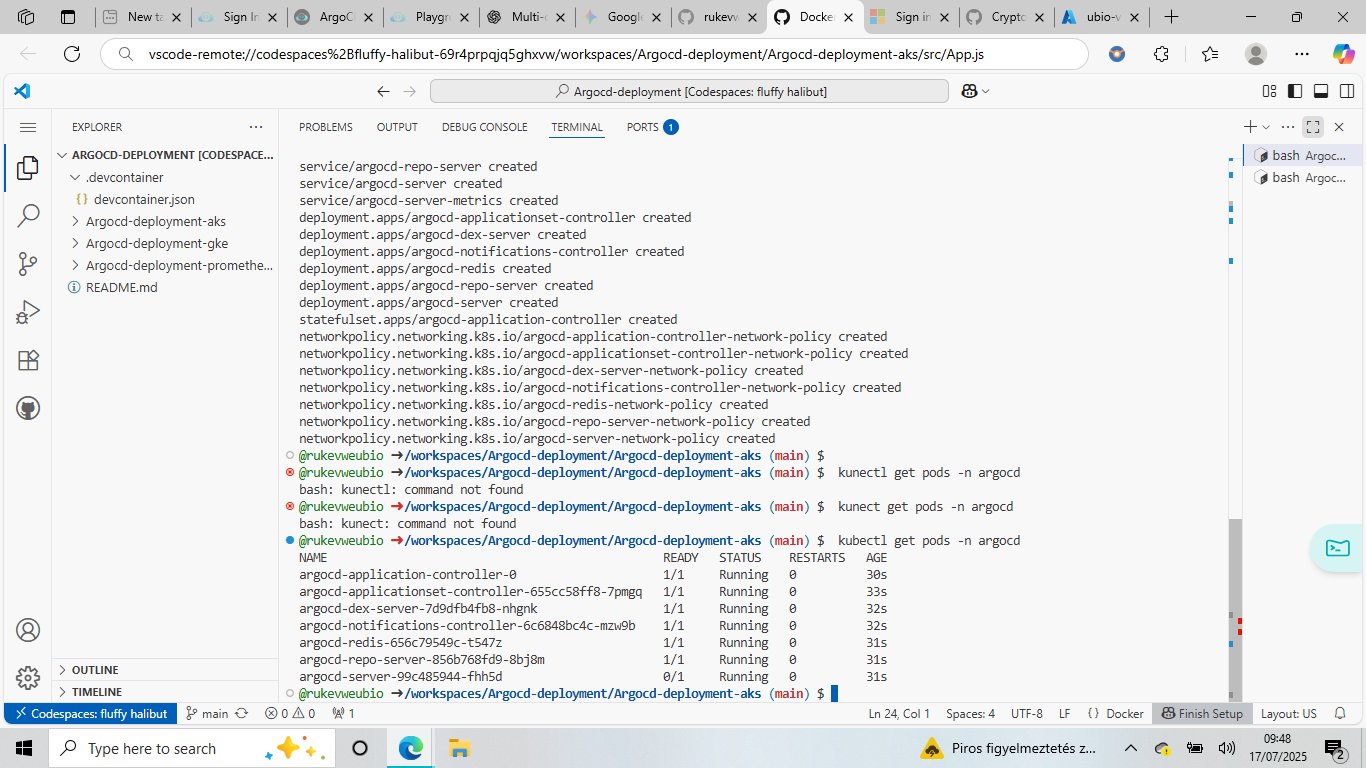 New ta
Sign In
ArgoC
Playgr
Multi-c
Google
rukevw
Docke
Sign in
Crypto
ubio-v
vscode-remote://codespaces%2Bfluffy-halibut-69r4prpqjq5ghxvw/workspaces/Argocd-deployment/Argocd-deployment-aks/src/App.js
Argocd-deployment [Codespaces: fluffy halibut]
EXPLORER
PROBLEMS OUTPUT DEBUG CONSOLE TERMINAL PORTS 1
ARGOCD-DEPLOYMENT [CODESPACE...
.devcontainer
devcontainer.json
Argocd-deployment-aks
Argocd-deployment-gke
Argocd-deployment-promethe...
README.md
service/argocd-repo-server created
service/argocd-server created
service/argocd-server-metrics created
deployment.apps/argocd-applicationset-controller created
deployment.apps/argocd-dex-server created
deployment.apps/argocd-notifications-controller created
deployment.apps/argocd-redis created
deployment.apps/argocd-repo-server created
deployment.apps/argocd-server created
statefulset.apps/argocd-application-controller created
networkpolicy.networking.k8s.io/argocd-application-controller-network-policy created
networkpolicy.networking.k8s.io/argocd-applicationset-controller-network-policy created
networkpolicy.networking.k8s.io/argocd-dex-server-network-policy created
networkpolicy.networking.k8s.io/argocd-notifications-controller-network-policy created
networkpolicy.networking.k8s.io/argocd-redis-network-policy created
networkpolicy.networking.k8s.io/argocd-repo-server-network-policy created
networkpolicy.networking.k8s.io/argocd-server-network-policy created
@rukevweubio ➜/workspaces/Argocd-deployment/Argocd-deployment-aks (main) $
@rukevweubio ➜/workspaces/Argocd-deployment/Argocd-deployment-aks (main) $ kunectl get pods -n argocd
bash: kunectl: command not found
@rukevweubio ➜/workspaces/Argocd-deployment/Argocd-deployment-aks (main) $ kunect get pods -n argocd
bash: kunect: command not found
@rukevweubio ➜/workspaces/Argocd-deployment/Argocd-deployment-aks (main) $ kubectl get pods -n argocd
NAME READY STATUS RESTARTS AGE
argocd-application-controller-0 1/1 Running 0 30s
argocd-applicationset-controller-655cc58ff8-7pmgq 1/1 Running 0 33s
argocd-dex-server-7d9dfb4fb8-nhgnk 1/1 Running 0 32s
argocd-notifications-controller-6c6848bc4c-mzw9b 1/1 Running 0 32s
argocd-redis-656c79549c-t547z 1/1 Running 0 31s
argocd-repo-server-856b768fd9-8bj8m 1/1 Running 0 31s
argocd-server-99c485944-fhh5d 0/1 Running 0 31s
@rukevweubio ➜/workspaces/Argocd-deployment/Argocd-deployment-aks (main) $
bash Argoc...
bash Argoc...
OUTLINE
TIMELINE
Codespaces: fluffy halibut main 0 0 1 Ln 24, Col 1 Spaces: 4 UTF-8 LF { } Docker Finish Setup Layout: US
Type here to search
Piros figyelmeztetés z...
09:48
17/07/2025
2